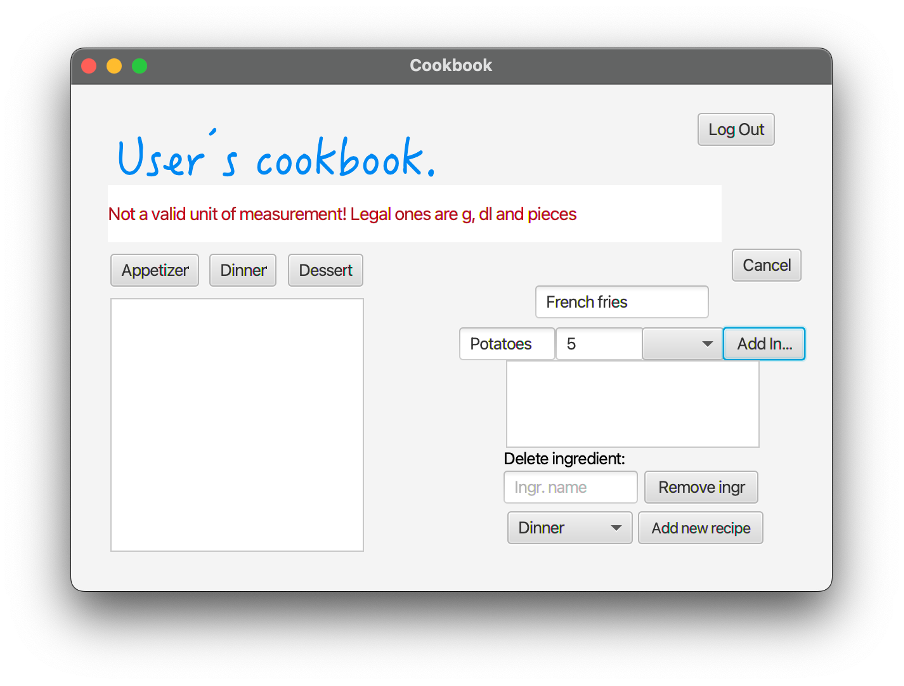 Cookbook
Log Out
User´s cookbook.
Not a valid unit of measurement! Legal ones are g, dl and pieces
Appetizer Dinner Dessert
Cancel
French fries
Potatoes 5 Add In...
Delete ingredient:
Ingr. name Remove ingr
Dinner Add new recipe